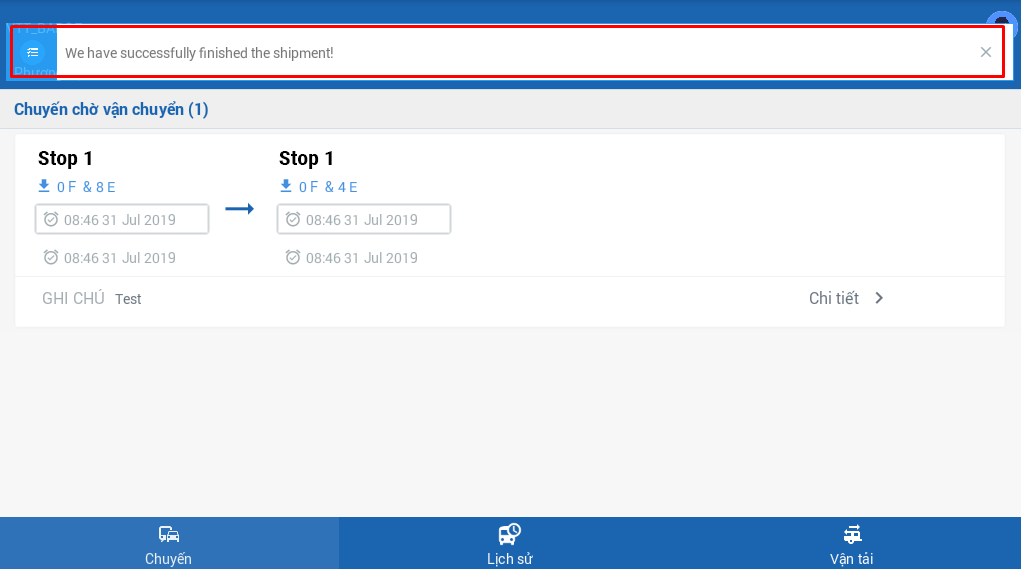 We have successfully finished the shipment!
Chuyến chờ vận chuyển (1)
Stop 1
0 F & 8 E
08:46 31 Jul 2019
08:46 31 Jul 2019
Stop 1
0 F & 4 E
08:46 31 Jul 2019
08:46 31 Jul 2019
GHI CHÚ Test
Chi tiết
Chuyến
Lịch sử
Vận tải